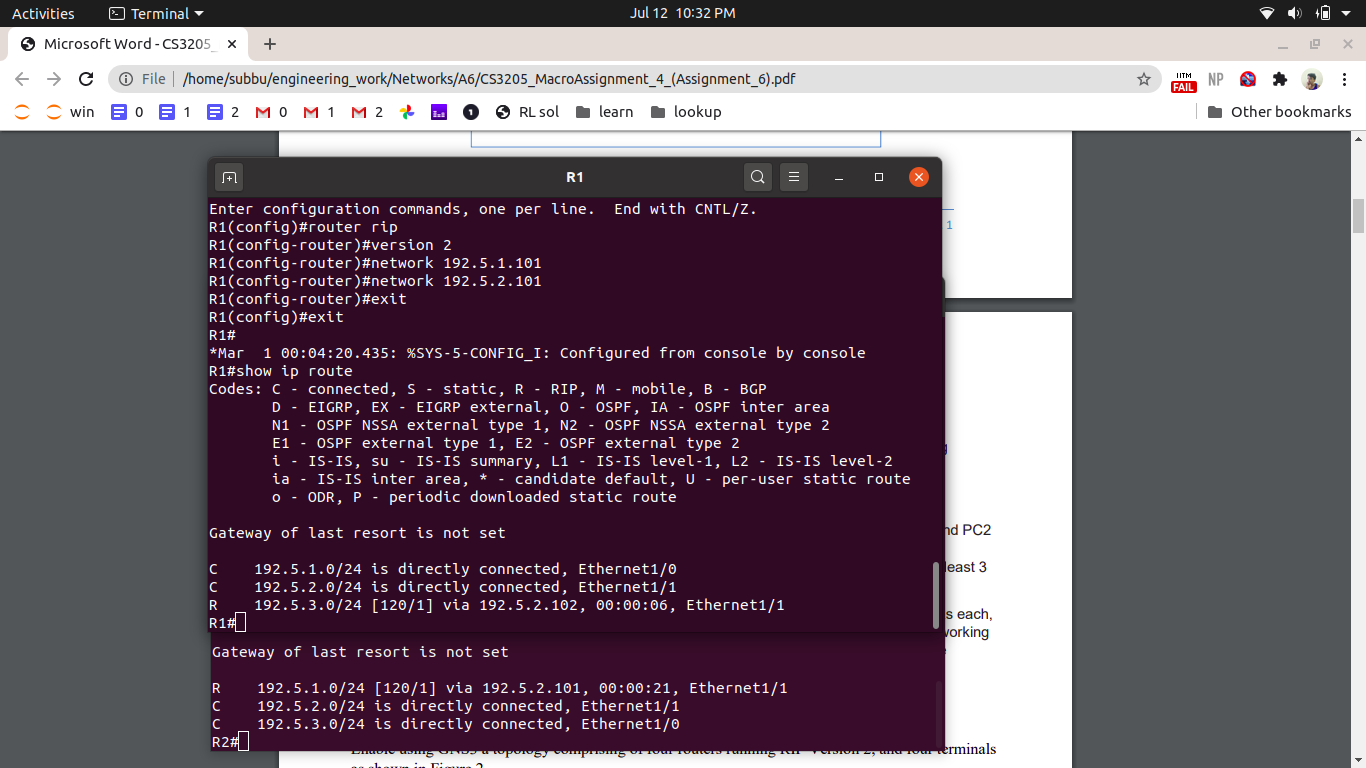 Activities Terminal Jul 12 10:32 PM
Microsoft Word - CS3205_
File /home/subbu/engineering_work/Networks/A6/CS3205_MacroAssignment_4_(Assignment_6).pdf IITM FAIL NP
win 0 1 2 0 1 2 1 RL sol learn lookup Other bookmarks
1
R1
Enter configuration commands, one per line. End with CNTL/Z.
R1(config)#router rip
R1(config-router)#version 2
R1(config-router)#network 192.5.1.101
R1(config-router)#network 192.5.2.101
R1(config-router)#exit
R1(config)#exit
R1#
*Mar 1 00:04:20.435: %SYS-5-CONFIG_I: Configured from console by console
R1#show ip route
Codes: C - connected, S - static, R - RIP, M - mobile, B - BGP
D - EIGRP, EX - EIGRP external, O - OSPF, IA - OSPF inter area
N1 - OSPF NSSA external type 1, N2 - OSPF NSSA external type 2
E1 - OSPF external type 1, E2 - OSPF external type 2
i - IS-IS, su - IS-IS summary, L1 - IS-IS level-1, L2 - IS-IS level-2
ia - IS-IS inter area, * - candidate default, U - per-user static route
o - ODR, P - periodic downloaded static route
Gateway of last resort is not set
C 192.5.1.0/24 is directly connected, Ethernet1/0
C 192.5.2.0/24 is directly connected, Ethernet1/1
R 192.5.3.0/24 [120/1] via 192.5.2.102, 00:00:06, Ethernet1/1
R1#
Gateway of last resort is not set
R 192.5.1.0/24 [120/1] via 192.5.2.101, 00:00:21, Ethernet1/1
C 192.5.2.0/24 is directly connected, Ethernet1/1
C 192.5.3.0/24 is directly connected, Ethernet1/0
R2#
nd PC2
east 3
s each,
orking
Enable using GNS3 a topology comprising of four routers running RIP version 2, and four terminals
as shown in Figure 2